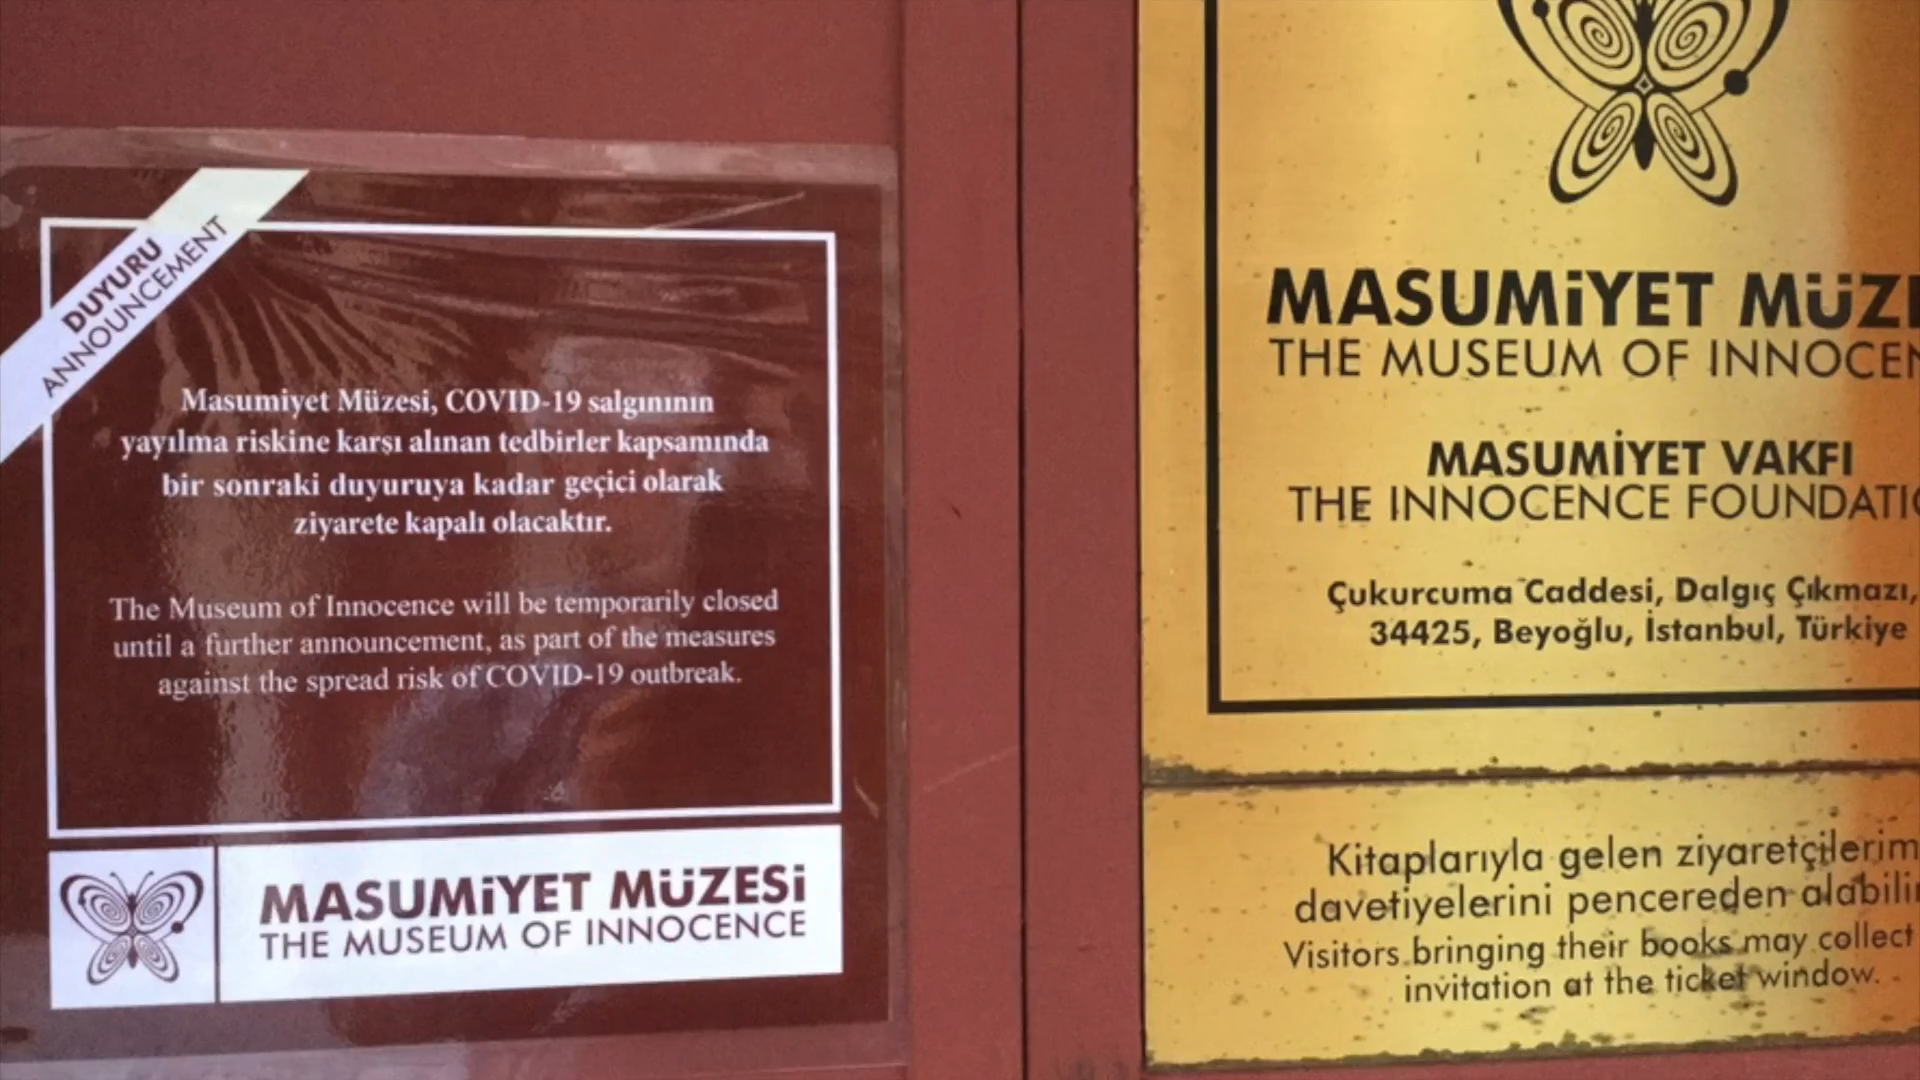 DUYURU
ANNOUNCEMENT
Masumiyet Müzesi, COVID-19 salgınının
yayılma riskine karşı alınan tedbirler kapsamında
bir sonraki duyuruya kadar geçici olarak
ziyarete kapalı olacaktır.
The Museum of Innocence will be temporarily closed
until a further announcement, as part of the measures
against the spread risk of COVID-19 outbreak.
MASUMİYET MÜZESİ
THE MUSEUM OF INNOCENCE
MASUMİYET MÜZE
THE MUSEUM OF INNOCEN
MASUMİYET VAKFI
THE INNOCENCE FOUNDATIO
Çukurcuma Caddesi, Dalgıç Çıkmazı,
34425, Beyoğlu, İstanbul, Türkiye
Kitaplarıyla gelen ziyaretçilerim
davetiyelerini pencereden alabilir
Visitors bringing their books may collect
invitation at the ticket window.